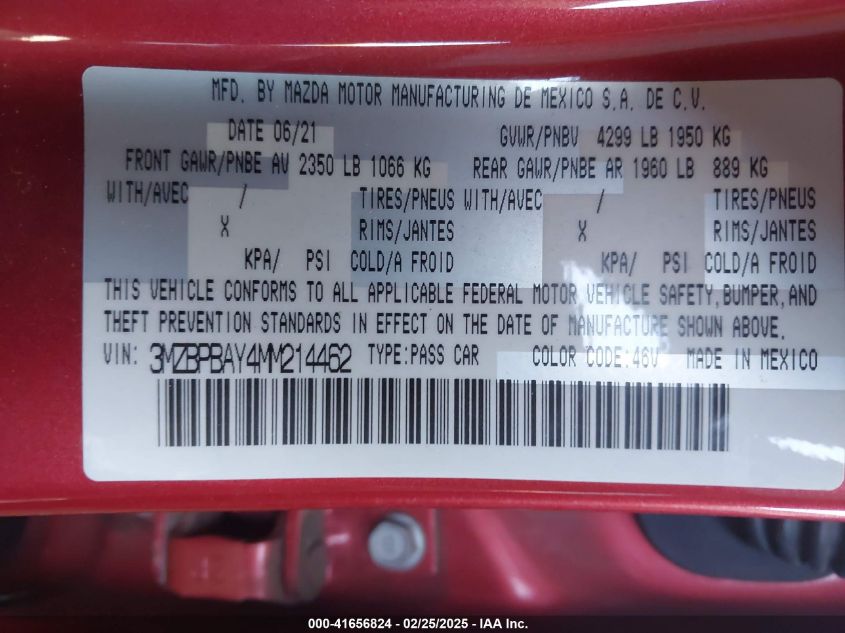 MFD. BY MAZDA MOTOR MANUFACTURING DE MEXICO S.A. DE C.V.
DATE 06/21 GVWR/PNBV 4299 LB 1950 KG
FRONT GAWR/PNBE AV 2350 LB 1066 KG REAR GAWR/PNBE AR 1960 LB 889 KG
WITH/AVEC / TIRES/PNEUS WITH/AVEC / TIRES/PNEUS
X RIMS/JANTES X RIMS/JANTES
KPA/ PSI COLD/A FROID KPA/ PSI COLD/A FROID
THIS VEHICLE CONFORMS TO ALL APPLICABLE FEDERAL MOTOR VEHICLE SAFETY, BUMPER, AND
THEFT PREVENTION STANDARDS IN EFFECT ON THE DATE OF MANUFACTURE SHOWN ABOVE.
VIN: 3MZBPBAY4MM214462 TYPE:PASS CAR COLOR CODE:46V MADE IN MEXICO
000-41656824 - 02/25/2025 - IAA Inc.